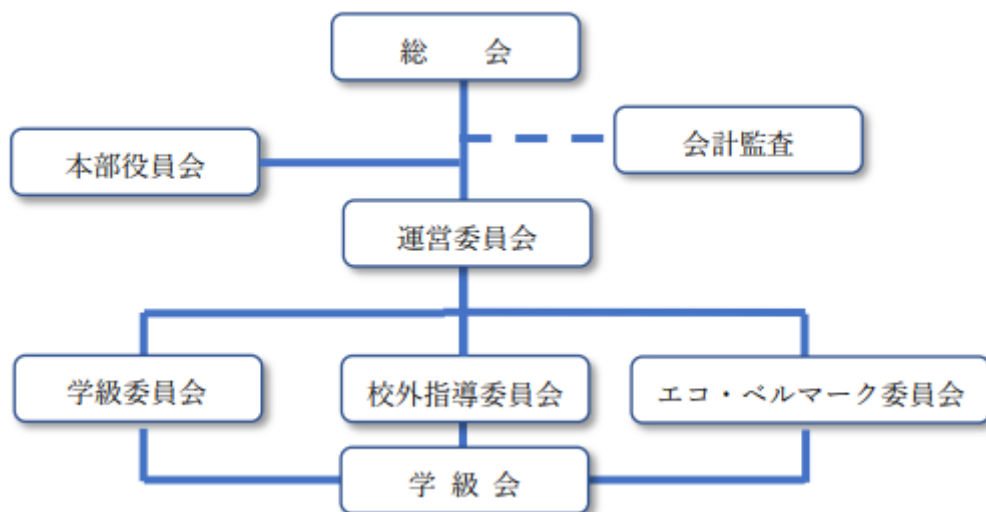 総　　会
会計監査
本部役員会
運営委員会
学級委員会
校外指導委員会
エコ・ベルマーク委員会
学 級 会